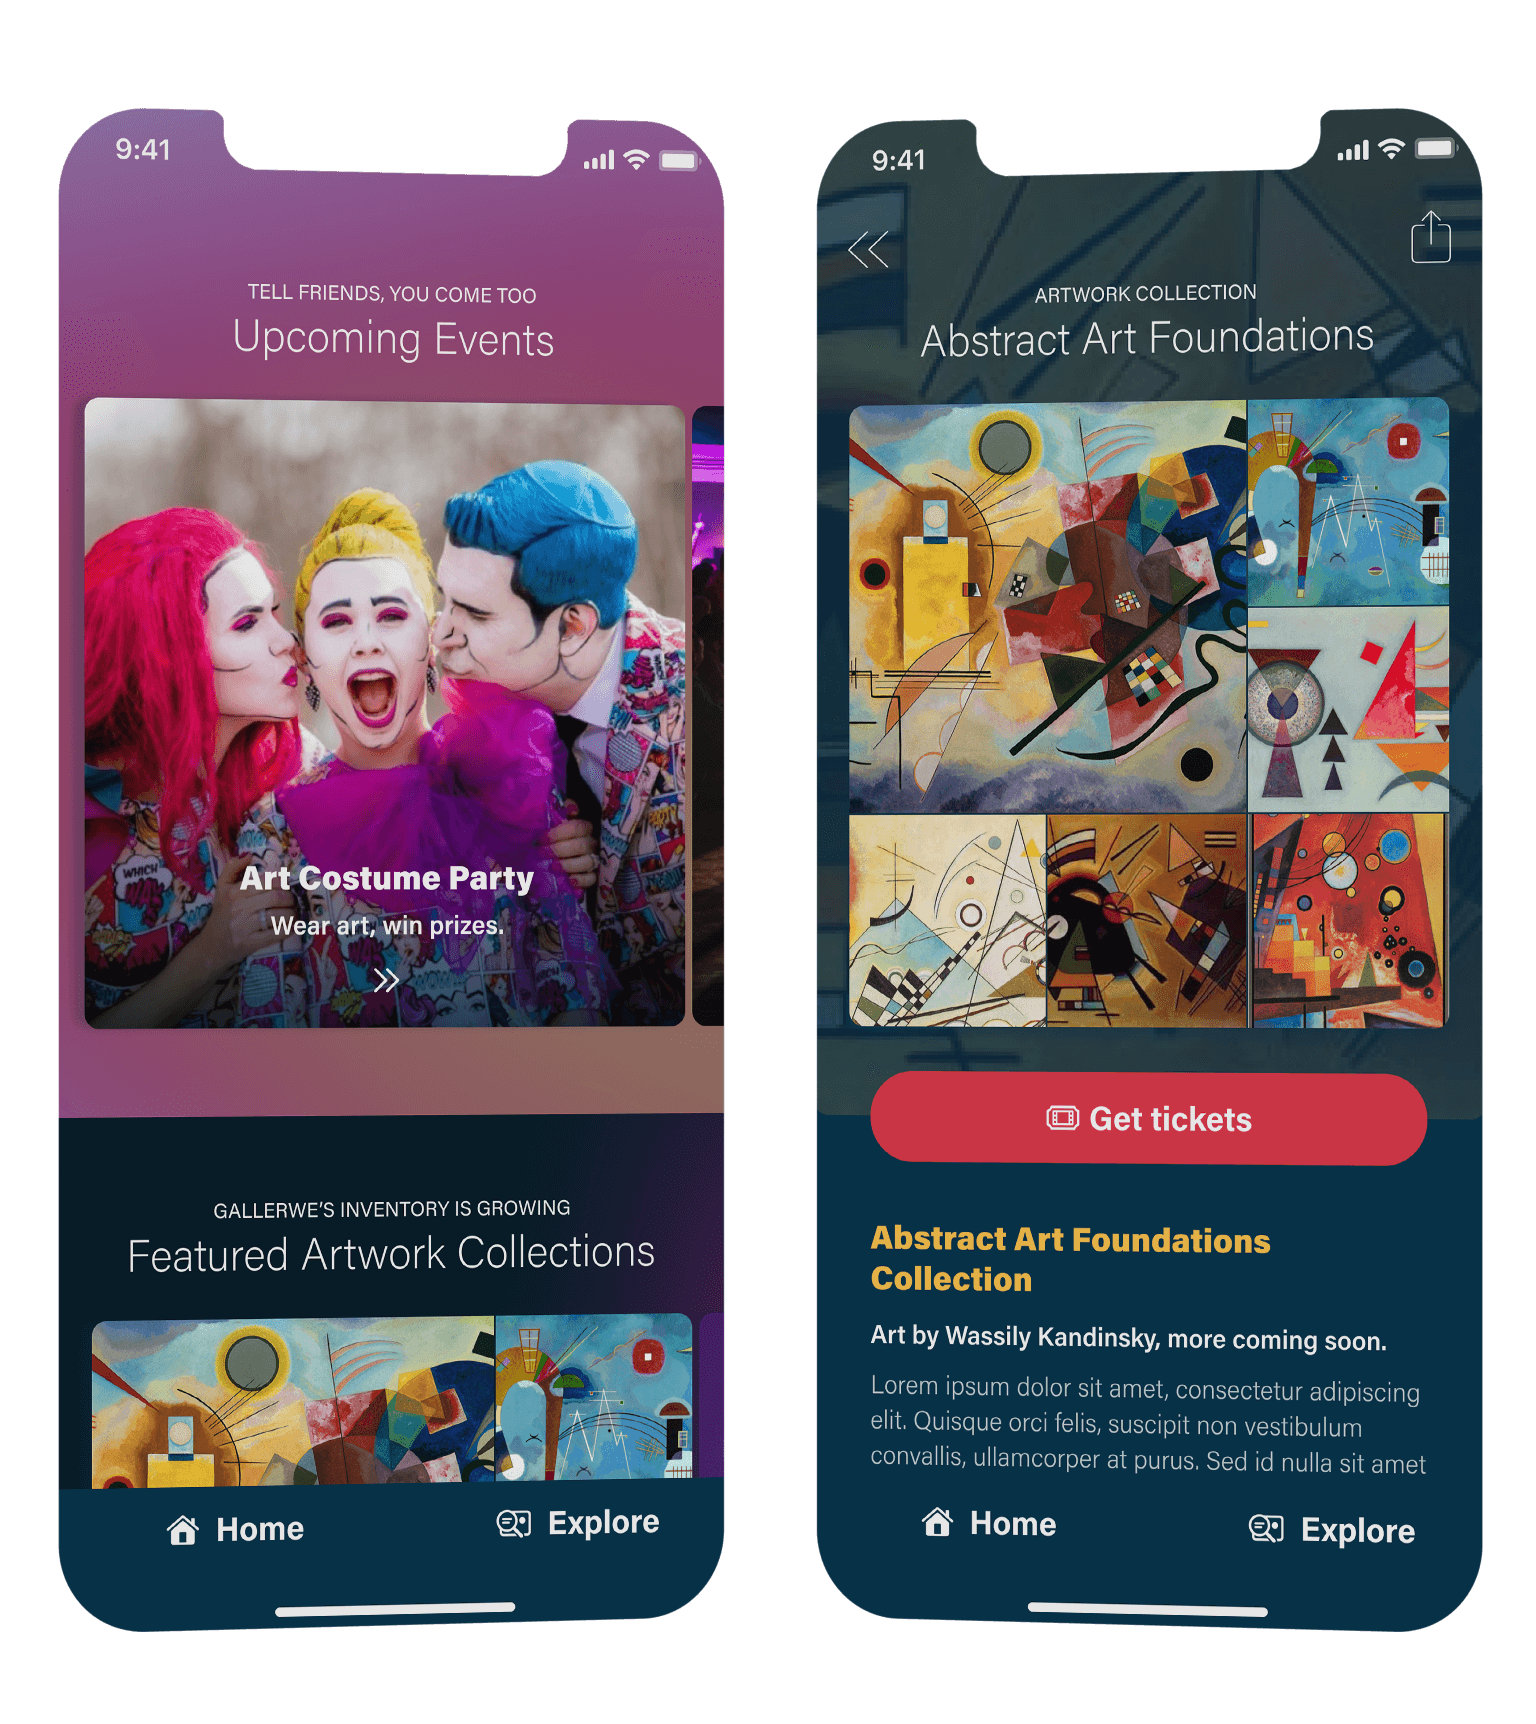 9:41
TELL FRIENDS, YOU COME TOO
Upcoming Events
WHICH
Art Costume Party
Wear art, win prizes.
GALLERWE'S INVENTORY IS GROWING
Featured Artwork Collections
Home
Explore
9:41
ARTWORK COLLECTION
Abstract Art Foundations
Get tickets
Abstract Art Foundations
Collection
Art by Wassily Kandinsky, more coming soon.
Lorem ipsum dolor sit amet, consectetur adipiscing
elit. Quisque orci felis, suscipit non vestibulum
convallis, ullamcorper at purus. Sed id nulla sit amet
Home
Explore